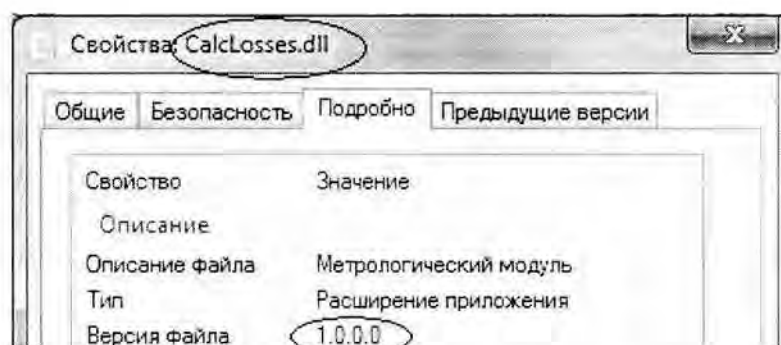 Свойства: CalcLosses.dll
Общие Безопасность Подробно Предыдущие версии
Свойство Значение
Описание
Описание файла Метрологический модуль
Тип Расширение приложения
Версия файла 1.0.0.0